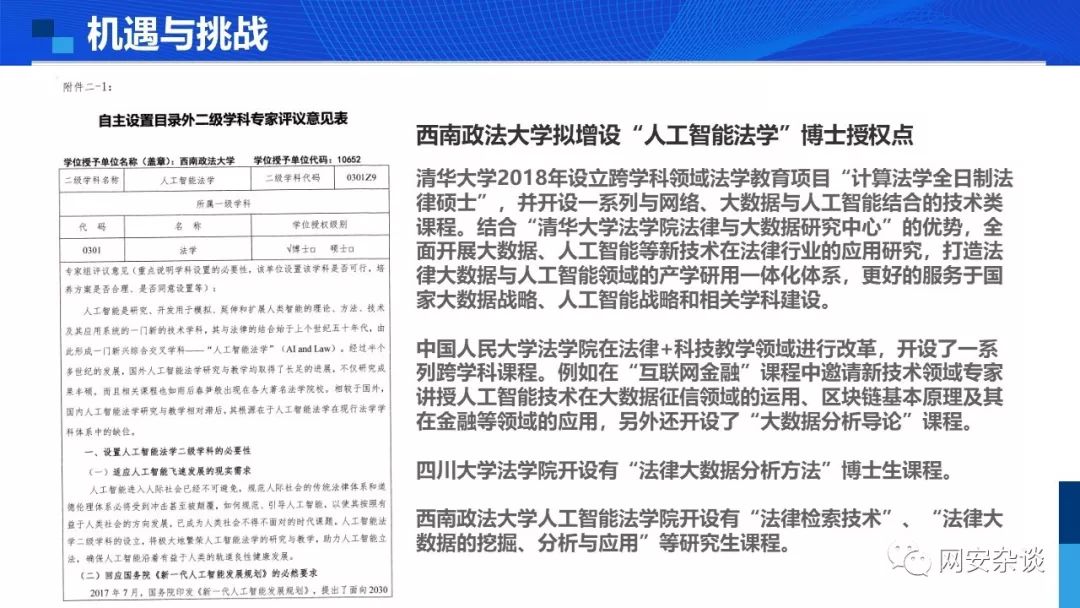 机遇与挑战
附件二-1：
自主设置目录外二级学科专家评议意见表
学位授予单位名称（盖章）：西南政法大学 学位授予单位代码：10652
二级学科名称 人工智能法学 二级学科代码 0301Z9
所属一级学科
代 码 名 称 学位授权级别
0301 法学 √博士□ 硕士□
专家组评议意见（重点说明学科设置的必要性，该单位设置该学科是否可行，培
养方案是否合理、是否同意设置等）：
人工智能是研究、开发用于模拟、延伸和扩展人类智能的理论、方法、技术
及其应用系统的一门新的技术学科，其与法律的结合始于上个世纪五十年代，由
此形成一门新兴综合交叉学科——“人工智能法学”（AI and Law）。经过半个
多世纪的发展，国外人工智能法学研究与教学均取得了长足的进展，不仅研究成
果丰硕，而且相关课程也如雨后春笋般出现在各大著名法学院校。相较于国外，
国内人工智能法学研究与教学相对滞后，其根源在于人工智能法学在现行法学学
科体系中的缺位。
一、设置人工智能法学二级学科的必要性
（一）适应人工智能飞速发展的现实需求
人工智能进入人际社会已经不可避免，规范人际社会的传统法律体系和道
德伦理体系必将受到冲击甚至被颠覆，如何规范、引导人工智能，以使其按照有
益于人类社会的方向发展，已成为人类社会不得不面对的时代课题，人工智能法
学二级学科的设立，将极大地繁荣人工智能法学的研究与教学，助力人工智能立
法，确保人工智能沿着有益于人类的轨道良性健康发展。
（二）回应国务院《新一代人工智能发展规划》的必然要求
2017 年 7 月，国务院印发《新一代人工智能发展规划》，提出了面向 2030
西南政法大学拟增设“人工智能法学”博士授权点
清华大学2018年设立跨学科领域法学教育项目“计算法学全日制法
律硕士”，并开设一系列与网络、大数据与人工智能结合的技术类
课程。结合“清华大学法学院法律与大数据研究中心”的优势，全
面开展大数据、人工智能等新技术在法律行业的应用研究，打造法
律大数据与人工智能领域的产学研用一体化体系，更好的服务于国
家大数据战略、人工智能战略和相关学科建设。
中国人民大学法学院在法律+科技教学领域进行改革，开设了一系
列跨学科课程。例如在“互联网金融”课程中邀请新技术领域专家
讲授人工智能技术在大数据征信领域的运用、区块链基本原理及其
在金融等领域的应用，另外还开设了“大数据分析导论”课程。
四川大学法学院开设有“法律大数据分析方法”博士生课程。
西南政法大学人工智能法学院开设有“法律检索技术”、“法律大
数据的挖掘、分析与应用”等研究生课程。
网安杂谈